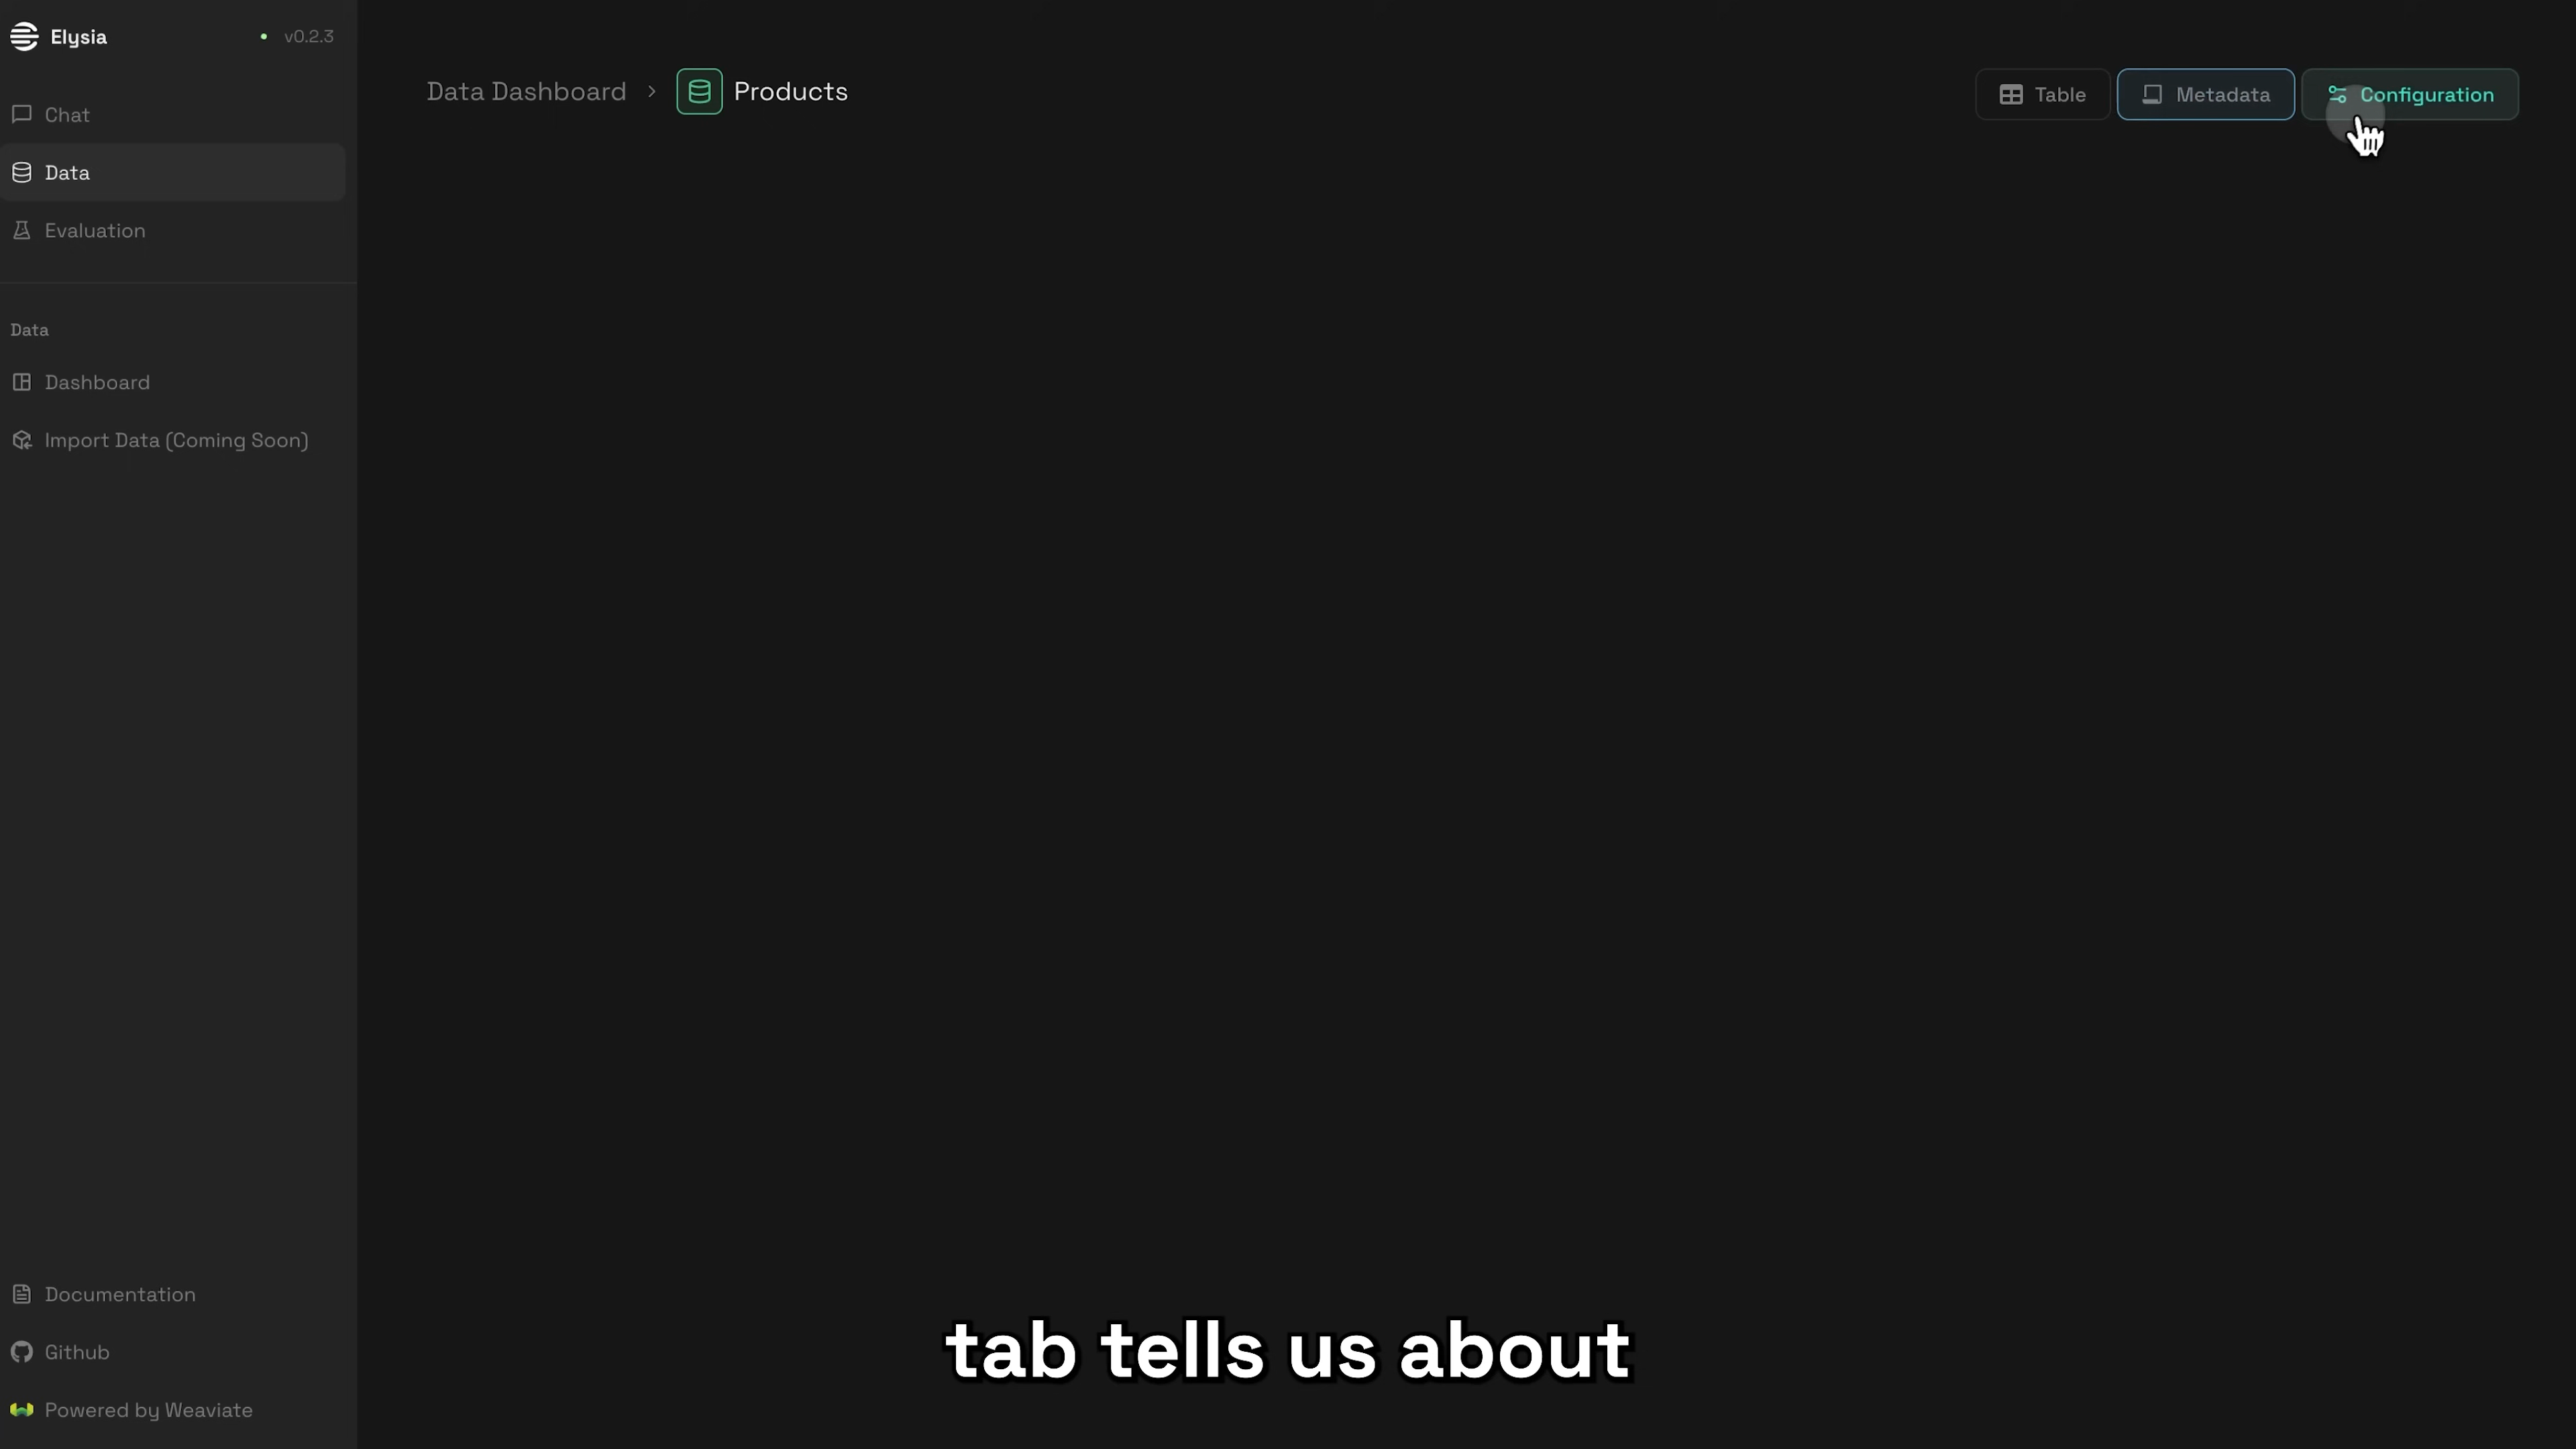 Elysia
v0.2.3
Chat
Data
Evaluation
Data
Dashboard
Import Data (Coming Soon)
Documentation
Github
Powered by Weaviate
Data Dashboard > Products
Table
Metadata
Configuration
tab tells us about